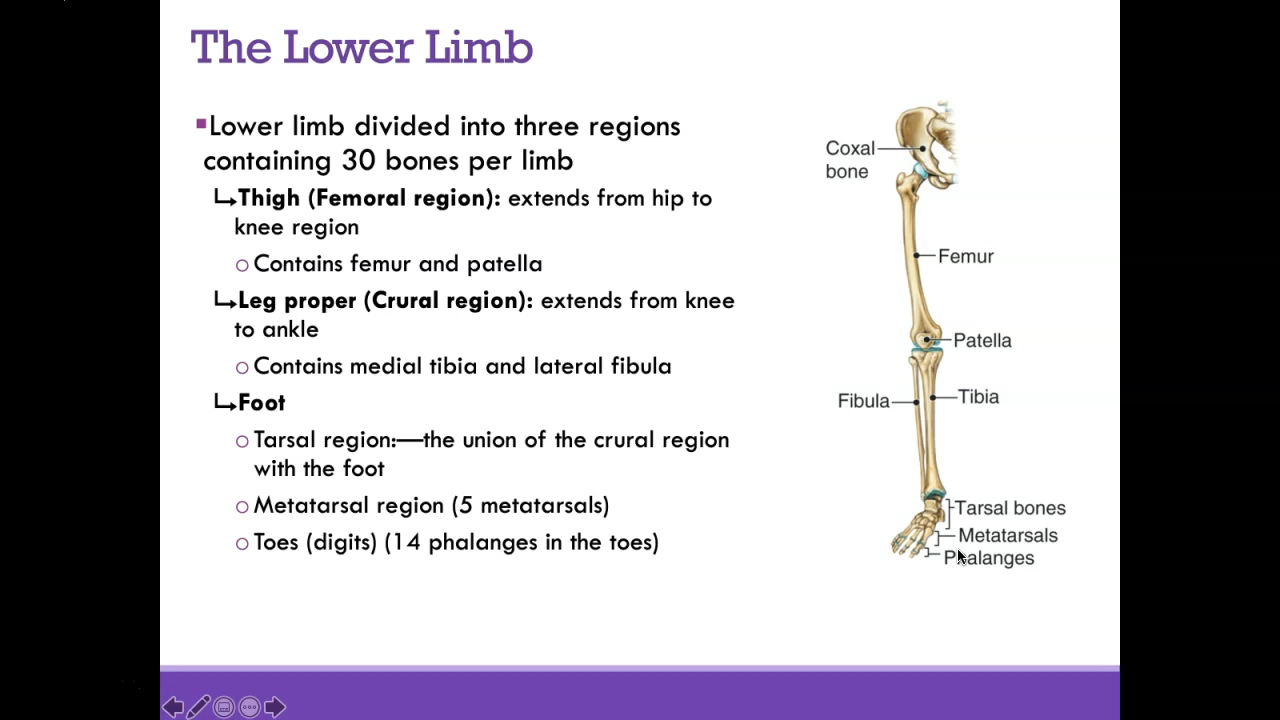 The Lower Limb
Lower limb divided into three regions
containing 30 bones per limb
Thigh (Femoral region): extends from hip to
knee region
Contains femur and patella
Leg proper (Crural region): extends from knee
to ankle
Contains medial tibia and lateral fibula
Foot
Tarsal region:—the union of the crural region
with the foot
Metatarsal region (5 metatarsals)
Toes (digits) (14 phalanges in the toes)
Coxal
bone
Femur
Patella
Fibula
Tibia
Tarsal bones
Metatarsals
Phalanges